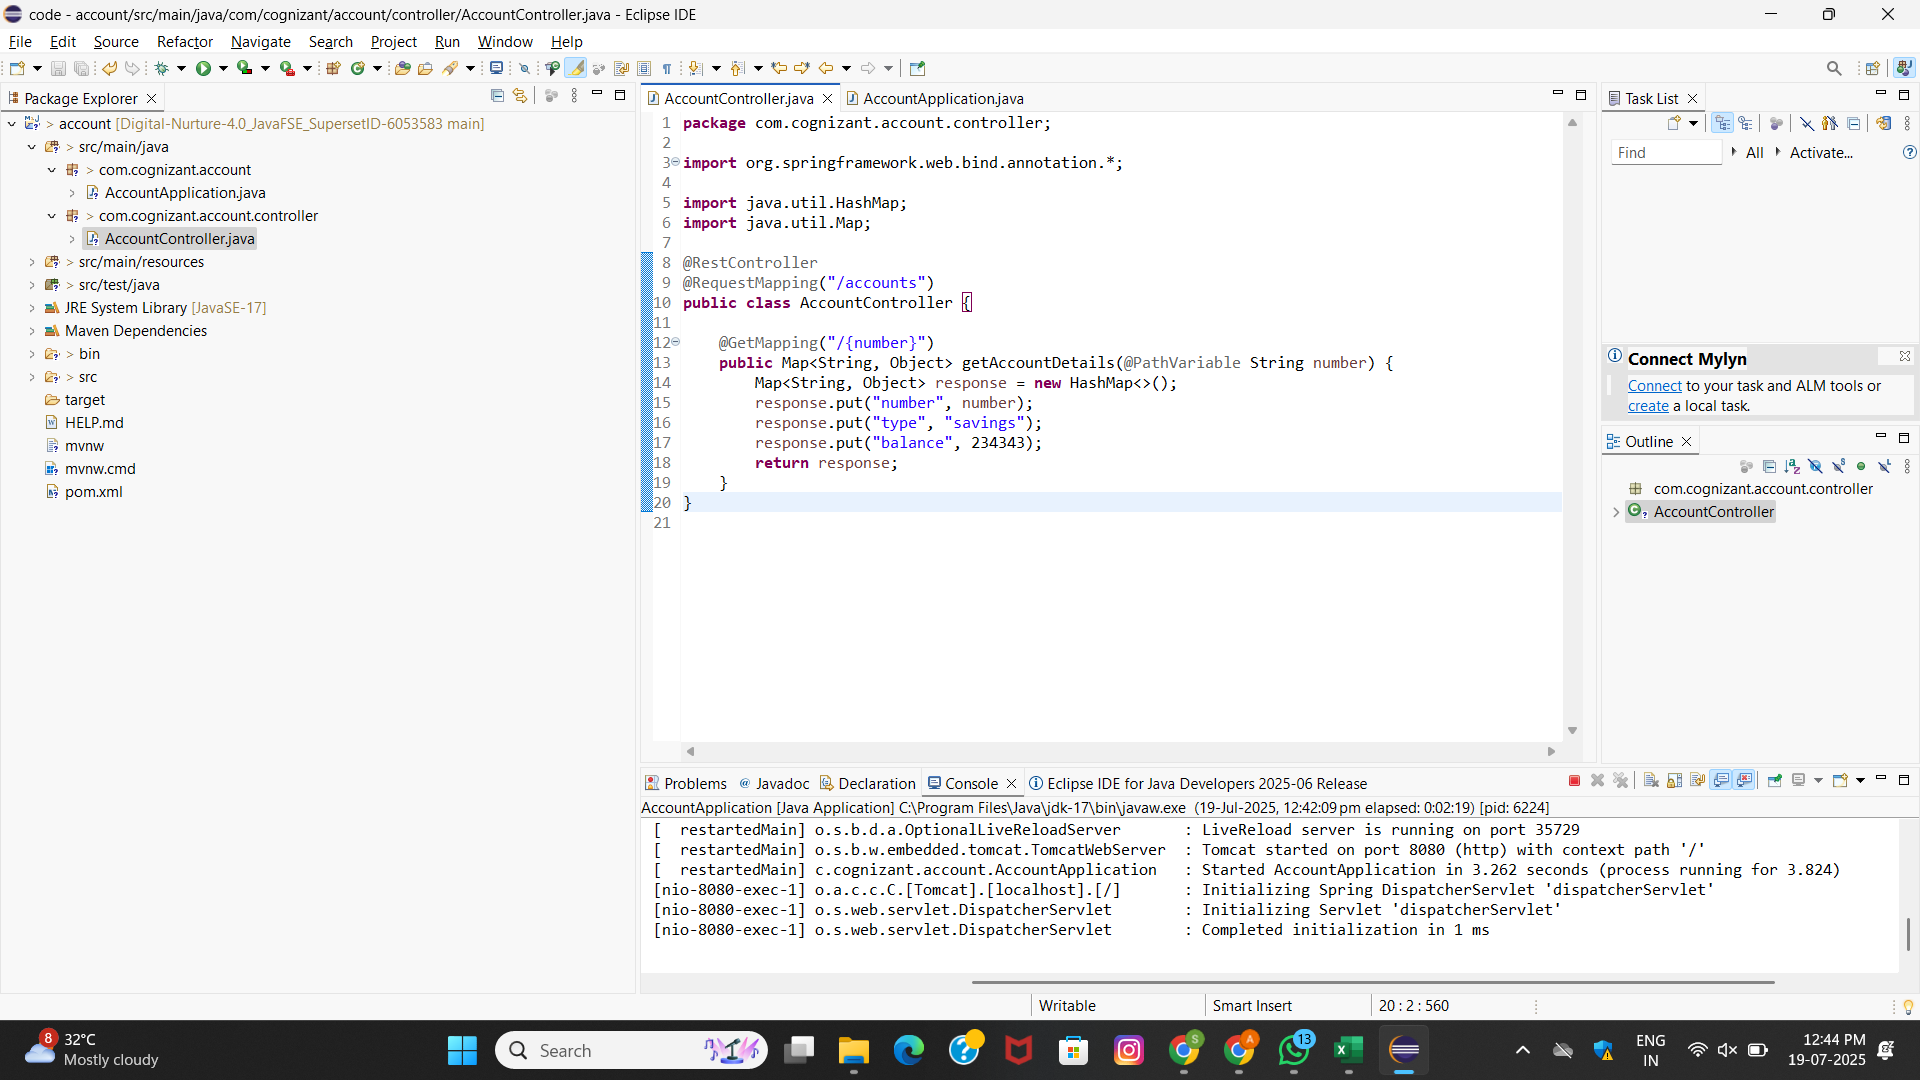 code - account/src/main/java/com/cognizant/account/controller/AccountController.java - Eclipse IDE
File Edit Source Refactor Navigate Search Project Run Window Help
Package Explorer
> account [Digital-Nurture-4.0_JavaFSE_SupersetID-6053583 main]
> src/main/java
> com.cognizant.account
AccountApplication.java
> com.cognizant.account.controller
AccountController.java
> src/main/resources
> src/test/java
JRE System Library [JavaSE-17]
Maven Dependencies
> bin
> src
target
HELP.md
mvnw
mvnw.cmd
pom.xml
AccountController.java AccountApplication.java
1 package com.cognizant.account.controller;
2
3 import org.springframework.web.bind.annotation.*;
4
5 import java.util.HashMap;
6 import java.util.Map;
7
8 @RestController
9 @RequestMapping("/accounts")
10 public class AccountController {
11
12 @GetMapping("/{number}")
13 public Map<String, Object> getAccountDetails(@PathVariable String number) {
14 Map<String, Object> response = new HashMap<>();
15 response.put("number", number);
16 response.put("type", "savings");
17 response.put("balance", 234343);
18 return response;
19 }
20 }
21
Task List
Find All Activate...
Connect Mylyn
Connect to your task and ALM tools or
create a local task.
Outline
com.cognizant.account.controller
AccountController
Problems Javadoc Declaration Console Eclipse IDE for Java Developers 2025-06 Release
AccountApplication [Java Application] C:\Program Files\Java\jdk-17\bin\javaw.exe (19-Jul-2025, 12:42:09 pm elapsed: 0:02:19) [pid: 6224]
[ restartedMain] o.s.b.d.a.OptionalLiveReloadServer : LiveReload server is running on port 35729
[ restartedMain] o.s.b.w.embedded.tomcat.TomcatWebServer : Tomcat started on port 8080 (http) with context path '/'
[ restartedMain] c.cognizant.account.AccountApplication : Started AccountApplication in 3.262 seconds (process running for 3.824)
[nio-8080-exec-1] o.a.c.c.C.[Tomcat].[localhost].[/] : Initializing Spring DispatcherServlet 'dispatcherServlet'
[nio-8080-exec-1] o.s.web.servlet.DispatcherServlet : Initializing Servlet 'dispatcherServlet'
[nio-8080-exec-1] o.s.web.servlet.DispatcherServlet : Completed initialization in 1 ms
Writable Smart Insert 20 : 2 : 560
8
32°C
Mostly cloudy
Search
S
A
13
ENG
IN
12:44 PM
19-07-2025